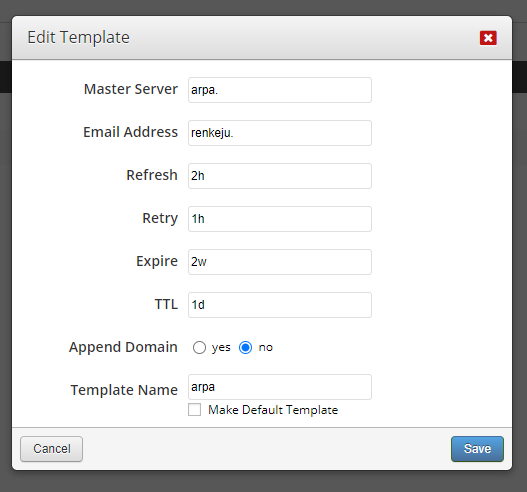 Edit Template
Master Server arpa.
Email Address renkeju.
Refresh 2h
Retry 1h
Expire 2w
TTL 1d
Append Domain yes no
Template Name arpa
Make Default Template
Cancel Save